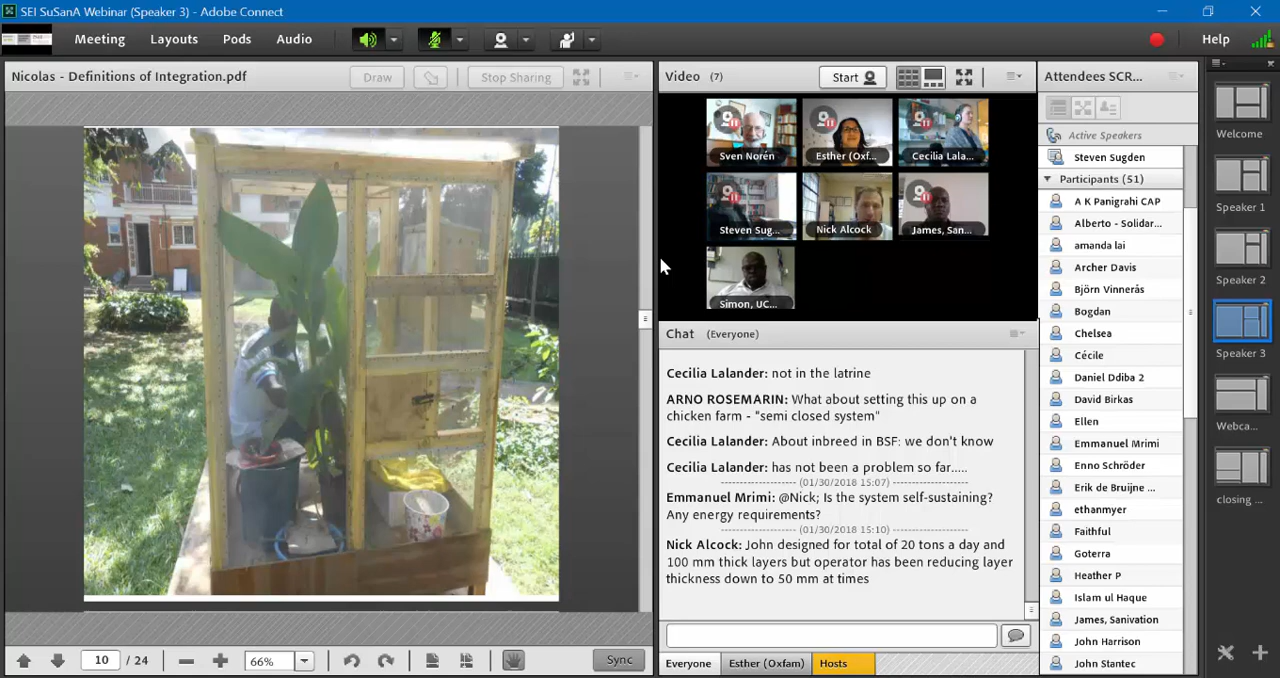 SEI SuSanA Webinar (Speaker 3) - Adobe Connect
Meeting Layouts Pods Audio Help
Nicolas - Definitions of Integration.pdf
Draw
Stop Sharing
Video (7)
Start
Sven Norén
Esther (Oxf...
Cecilia Lala...
Steven Sug...
Nick Alcock
James, San...
Simon, UC...
Chat (Everyone)
Cecilia Lalander: not in the latrine
ARNO ROSEMARIN: What about setting this up on a
chicken farm - "semi closed system"
Cecilia Lalander: About inbreed in BSF: we don't know
Cecilia Lalander: has not been a problem so far.....
------------------ (01/30/2018 15:07) ------------------
Emmanuel Mrimi: @Nick; Is the system self-sustaining?
Any energy requirements?
------------------ (01/30/2018 15:10) ------------------
Nick Alcock: John designed for total of 20 tons a day and
100 mm thick layers but operator has been reducing layer
thickness down to 50 mm at times
Everyone
Esther (Oxfam)
Hosts
Attendees SCR...
Active Speakers
Steven Sugden
Participants (51)
A K Panigrahi CAP
Alberto - Solidar...
amanda lai
Archer Davis
Björn Vinnerås
Bogdan
Chelsea
Cécile
Daniel Ddiba 2
David Birkas
Ellen
Emmanuel Mrimi
Enno Schröder
Erik de Bruijne ...
ethanmyer
Faithful
Goterra
Heather P
Islam ul Haque
James, Sanivation
John Harrison
John Stantec
Welcome
Speaker 1
Speaker 2
Speaker 3
Webca...
closing ...
10 / 24
66%
Sync